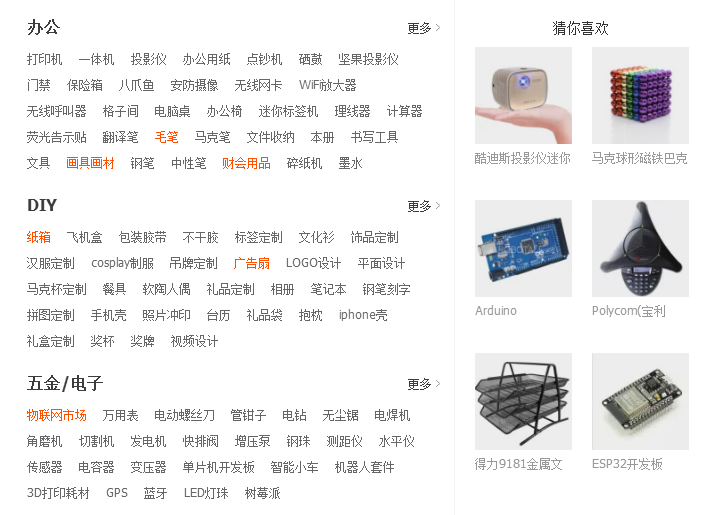 办公 更多 >
打印机 一体机 投影仪 办公用纸 点钞机 硒鼓 坚果投影仪
门禁 保险箱 八爪鱼 安防摄像 无线网卡 WiFi放大器
无线呼叫器 格子间 电脑桌 办公椅 迷你标签机 理线器 计算器
荧光告示贴 翻译笔 毛笔 马克笔 文件收纳 本册 书写工具
文具 画具画材 钢笔 中性笔 财会用品 碎纸机 墨水
DIY 更多 >
纸箱 飞机盒 包装胶带 不干胶 标签定制 文化衫 饰品定制
汉服定制 cosplay制服 吊牌定制 广告扇 LOGO设计 平面设计
马克杯定制 餐具 软陶人偶 礼品定制 相册 笔记本 钢笔刻字
拼图定制 手机壳 照片冲印 台历 礼品袋 抱枕 iphone壳
礼盒定制 奖杯 奖牌 视频设计
五金/电子 更多 >
物联网市场 万用表 电动螺丝刀 管钳子 电钻 无尘锯 电焊机
角磨机 切割机 发电机 快排阀 增压泵 钢珠 测距仪 水平仪
传感器 电容器 变压器 单片机开发板 智能小车 机器人套件
3D打印耗材 GPS 蓝牙 LED灯珠 树莓派
猜你喜欢
酷迪斯投影仪迷你 马克球形磁铁巴克
Arduino Polycom(宝利
得力9181金属文 ESP32开发板